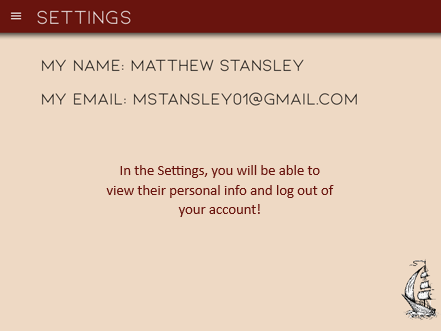 SETTINGS
MY NAME: MATTHEW STANSLEY
MY EMAIL: MSTANSLEY01@GMAIL.COM
In the Settings, you will be able to
view their personal info and log out of
your account!